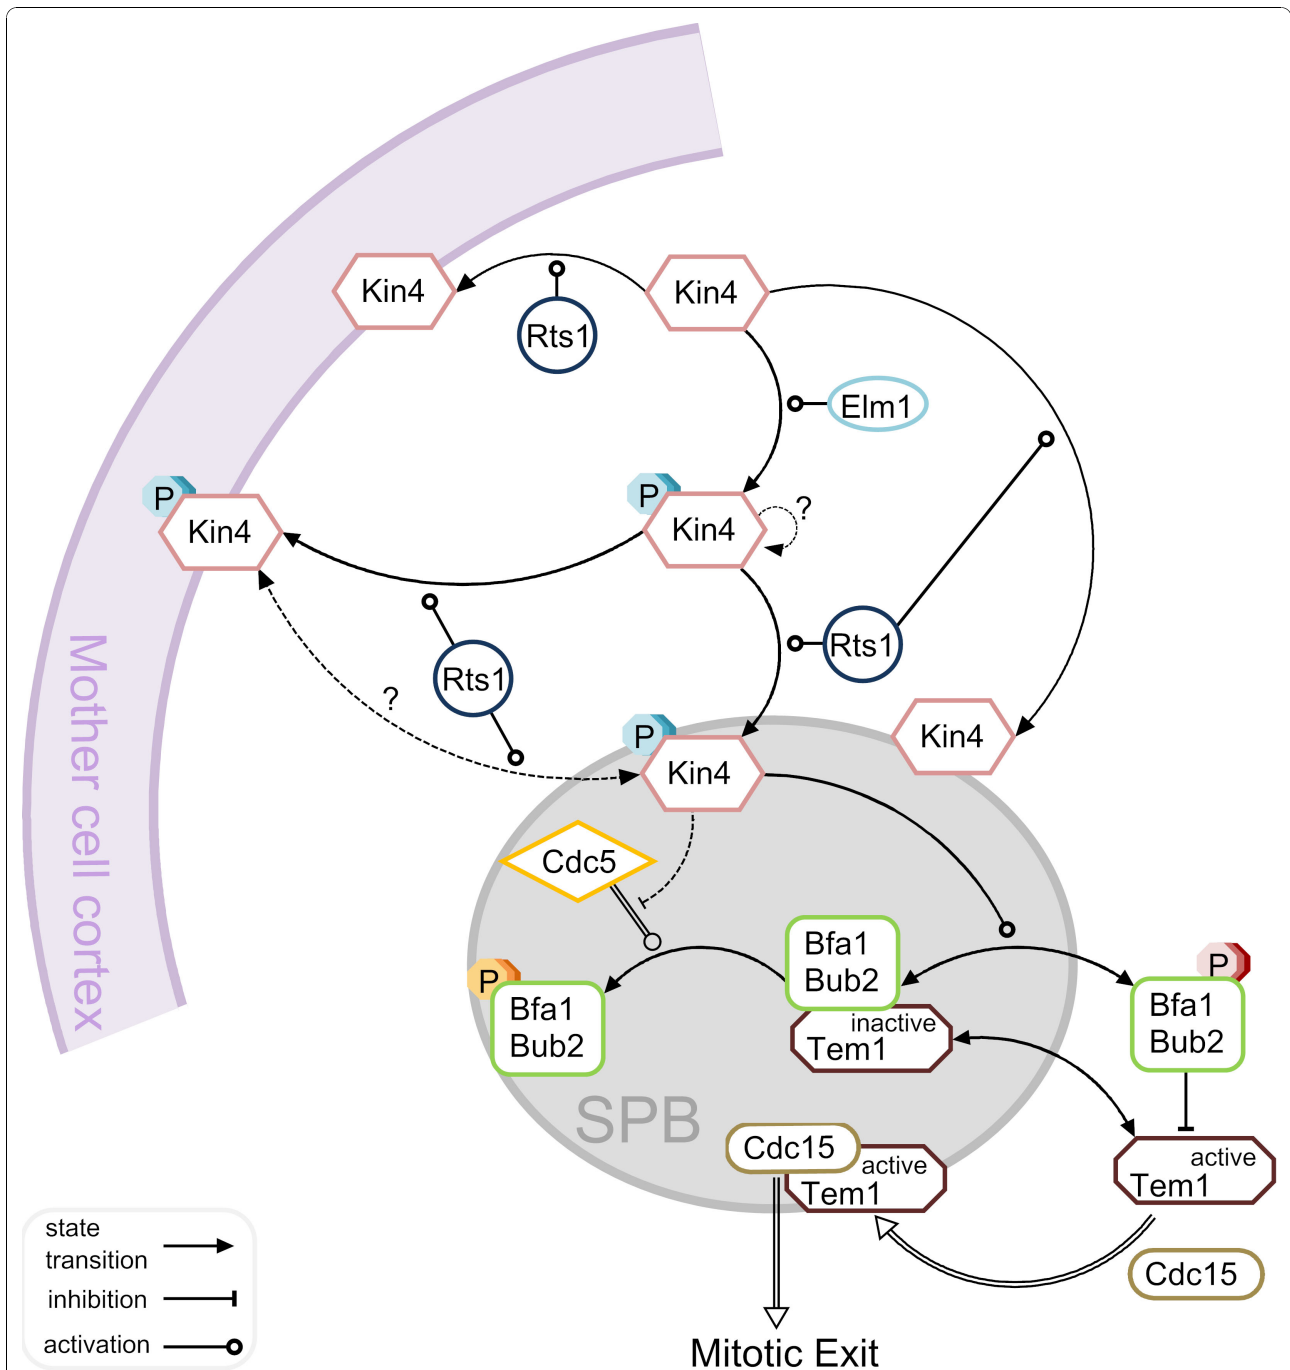 Kin4
Kin4
Rts1
Elm1
P
Kin4
P
Kin4
?
Rts1
Rts1
?
Mother cell cortex
P
Kin4
Kin4
Cdc5
Bfa1
Bub2
inactive
Tem1
P
Bfa1
Bub2
P
Bfa1
Bub2
SPB
Cdc15
active
Tem1
active
Tem1
Cdc15
Mitotic Exit
state
transition
inhibition
activation